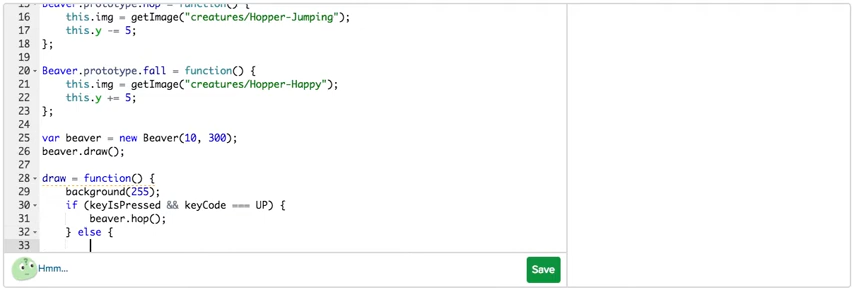 15 Beaver.prototype.hop = function() {
16 this.img = getImage("creatures/Hopper-Jumping");
17 this.y -= 5;
18 };
19
20 Beaver.prototype.fall = function() {
21 this.img = getImage("creatures/Hopper-Happy");
22 this.y += 5;
23 };
24
25 var beaver = new Beaver(10, 300);
26 beaver.draw();
27
28 draw = function() {
29 background(255);
30 if (keyIsPressed && keyCode === UP) {
31 beaver.hop();
32 } else {
33
Hmm...
Save